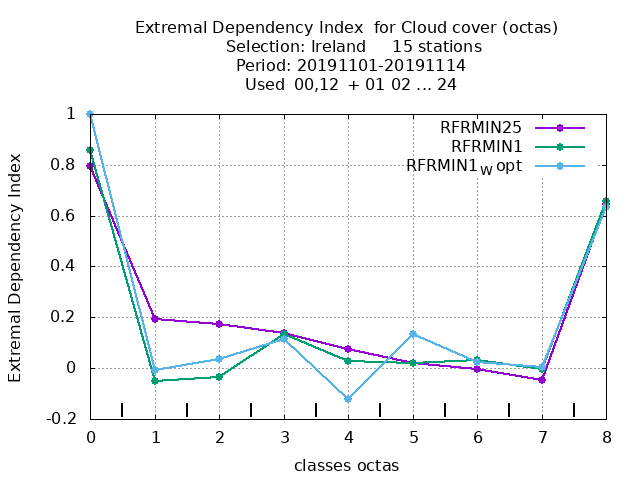 Extremal Dependency Index for Cloud cover (octas)
Selection: Ireland 15 stations
Period: 20191101-20191114
Used 00,12 + 01 02 ... 24
RFRMIN25
RFRMIN1
RFRMIN1W opt
Extremal Dependency Index
1
0.8
0.6
0.4
0.2
0
-0.2
0 1 2 3 4 5 6 7 8
classes octas